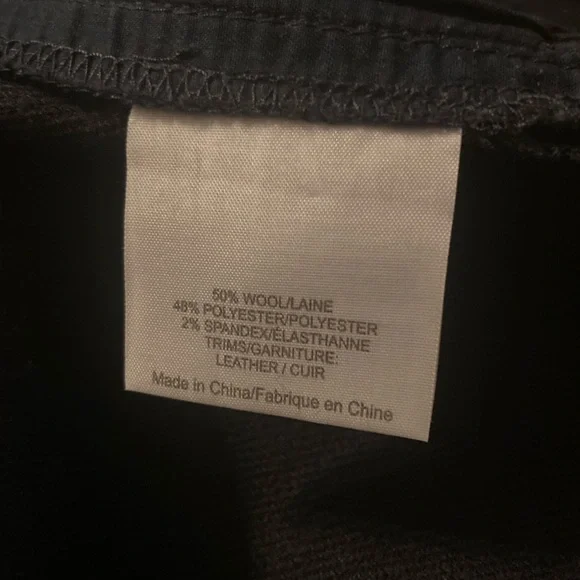 50% WOOL/LAINE
48% POLYESTER/POLYESTER
2% SPANDEX/ÉLASTHANNE
TRIMS/GARNITURE:
LEATHER / CUIR
Made in China/Fabrique en Chine